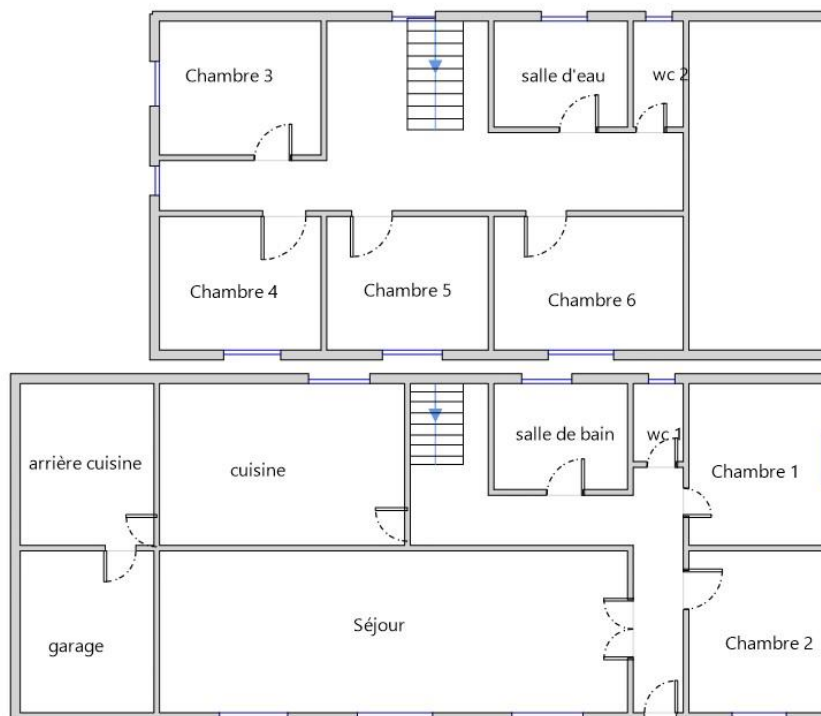 Chambre 3
salle d'eau
wc 2
Chambre 4
Chambre 5
Chambre 6
arrière cuisine
cuisine
salle de bain
wc 1
Chambre 1
garage
Séjour
Chambre 2